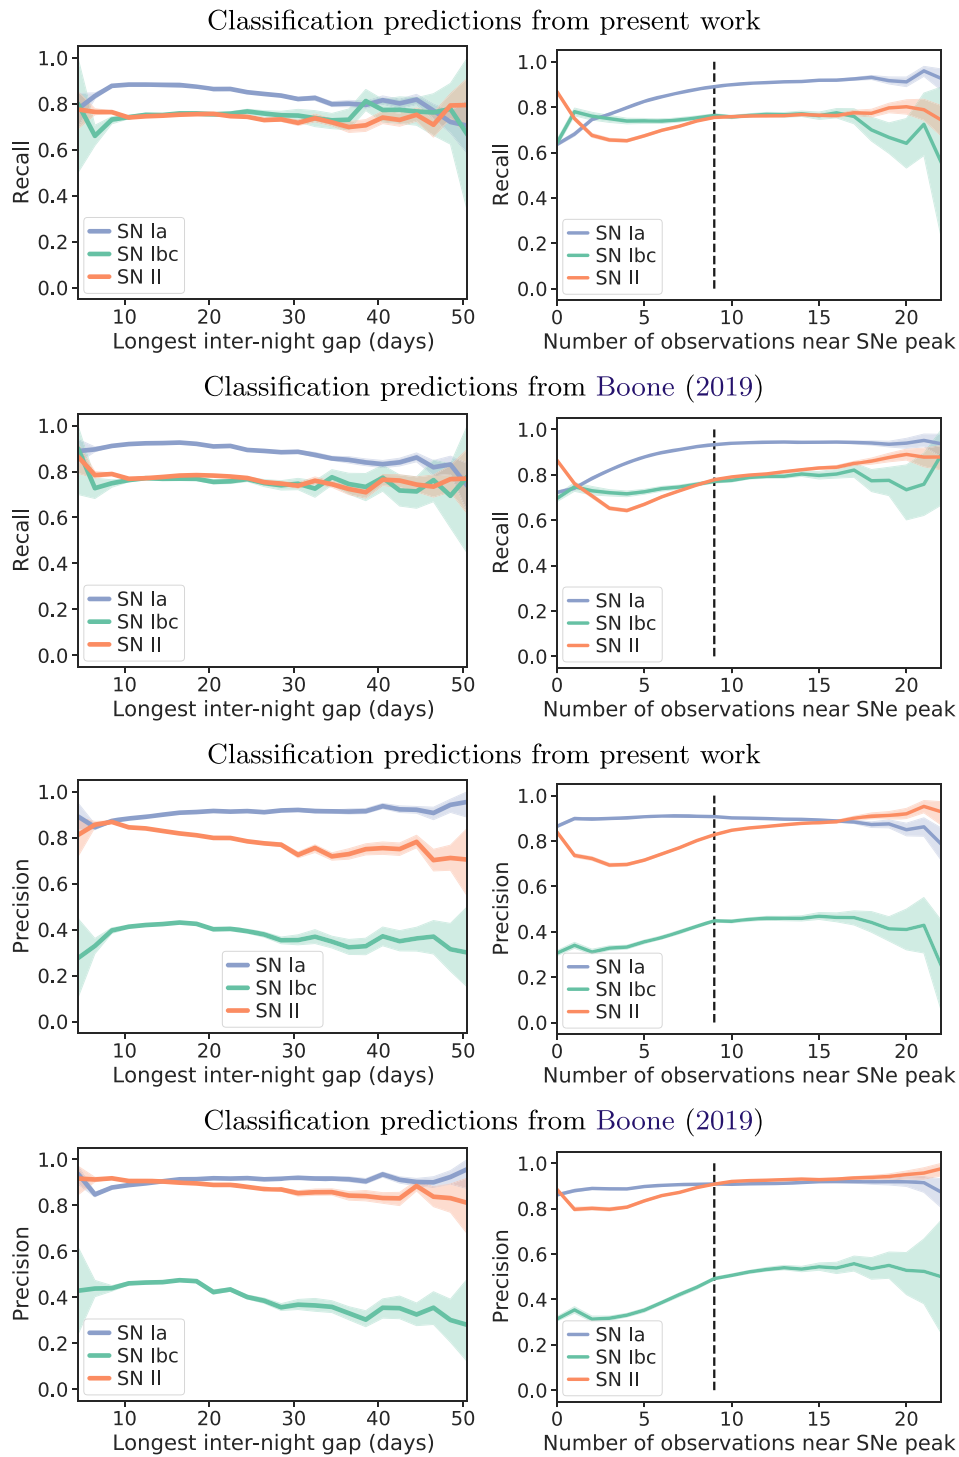 Classification predictions from present work
1.0
0.8
0.6
0.4
0.2
0.0
Recall
SN Ia
SN Ibc
SN II
10 20 30 40 50
Longest inter-night gap (days)
1.0
0.8
0.6
0.4
0.2
0.0
Recall
SN Ia
SN Ibc
SN II
0 5 10 15 20
Number of observations near SNe peak
Classification predictions from Boone (2019)
1.0
0.8
0.6
0.4
0.2
0.0
Recall
SN Ia
SN Ibc
SN II
10 20 30 40 50
Longest inter-night gap (days)
1.0
0.8
0.6
0.4
0.2
0.0
Recall
SN Ia
SN Ibc
SN II
0 5 10 15 20
Number of observations near SNe peak
Classification predictions from present work
1.0
0.8
0.6
0.4
0.2
0.0
Precision
SN Ia
SN Ibc
SN II
10 20 30 40 50
Longest inter-night gap (days)
1.0
0.8
0.6
0.4
0.2
0.0
Precision
SN Ia
SN Ibc
SN II
0 5 10 15 20
Number of observations near SNe peak
Classification predictions from Boone (2019)
1.0
0.8
0.6
0.4
0.2
0.0
Precision
SN Ia
SN Ibc
SN II
10 20 30 40 50
Longest inter-night gap (days)
1.0
0.8
0.6
0.4
0.2
0.0
Precision
SN Ia
SN Ibc
SN II
0 5 10 15 20
Number of observations near SNe peak